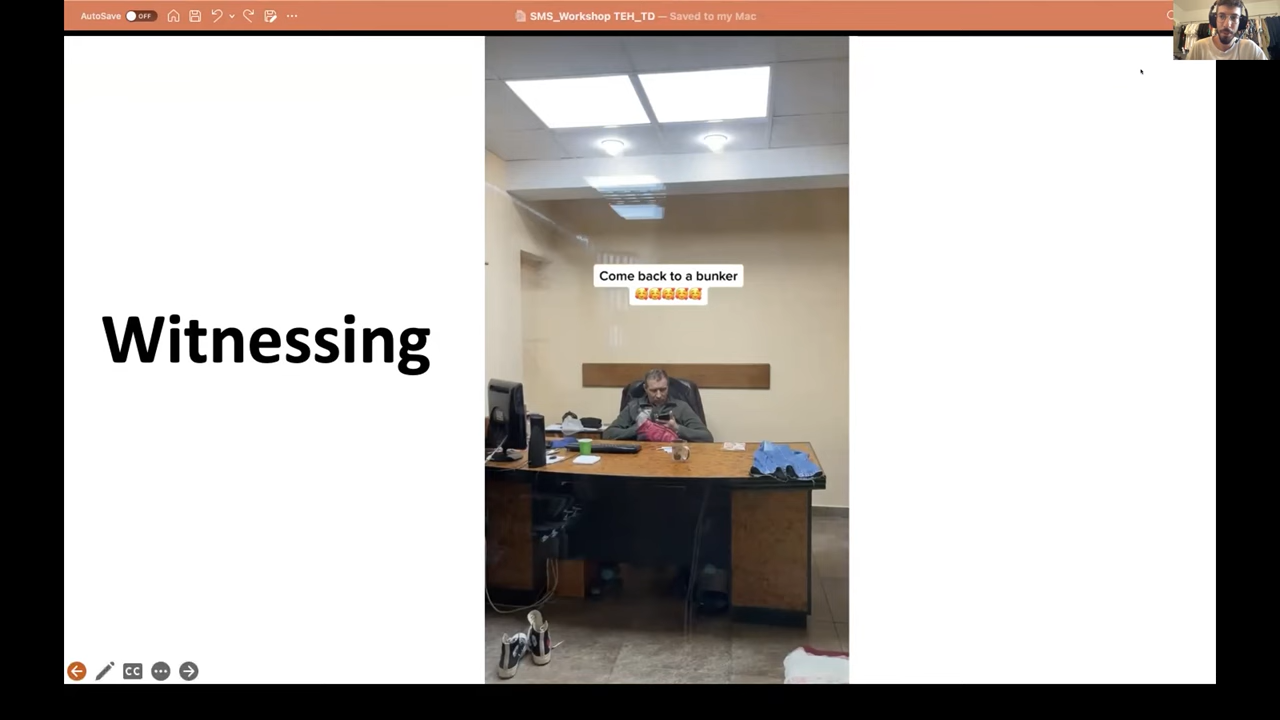 AutoSave OFF
SMS_Workshop TEH_TD — Saved to my Mac
Come back to a bunker
🥰🥰🥰🥰🥰
Witnessing
CC